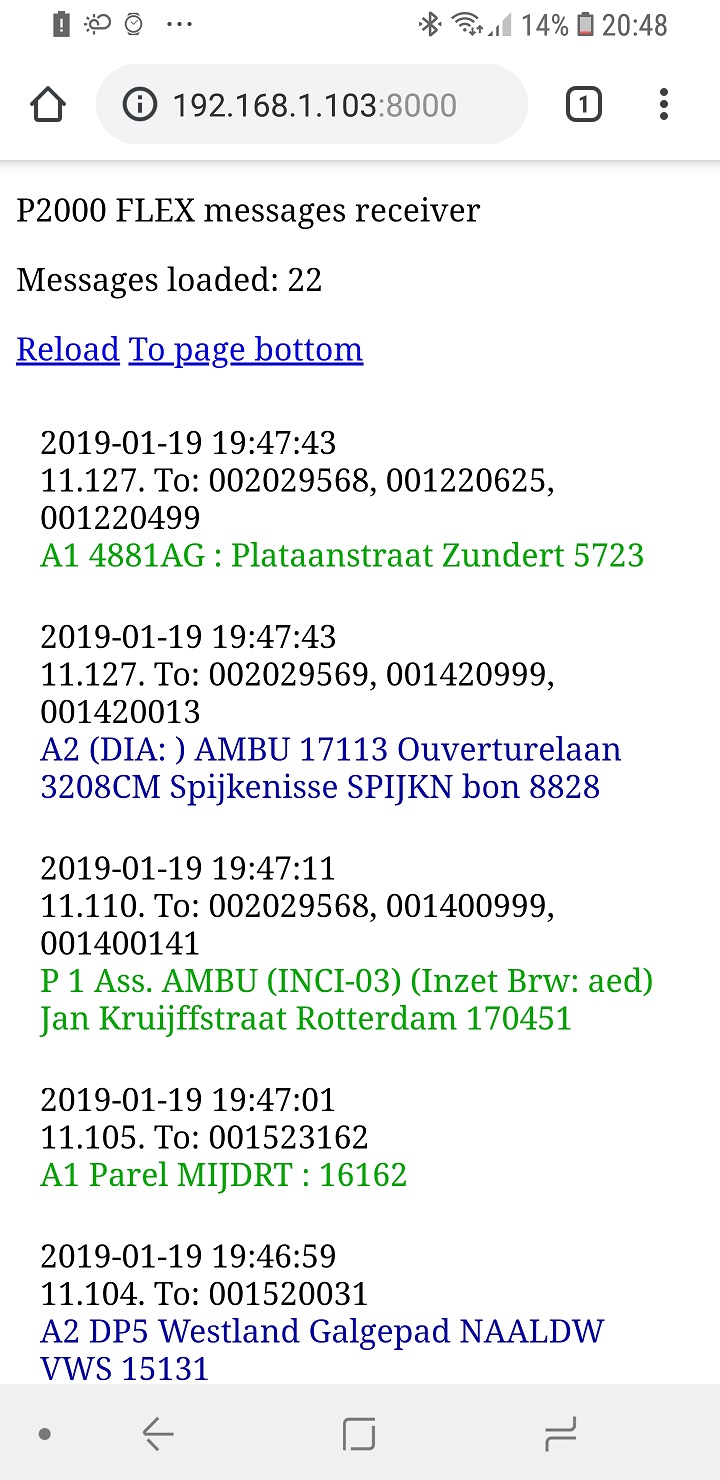 14% 20:48
192.168.1.103:8000
1
P2000 FLEX messages receiver
Messages loaded: 22
Reload To page bottom
2019-01-19 19:47:43
11.127. To: 002029568, 001220625,
001220499
A1 4881AG : Plataanstraat Zundert 5723
2019-01-19 19:47:43
11.127. To: 002029569, 001420999,
001420013
A2 (DIA: ) AMBU 17113 Ouverturelaan
3208CM Spijkenisse SPIJKN bon 8828
2019-01-19 19:47:11
11.110. To: 002029568, 001400999,
001400141
P 1 Ass. AMBU (INCI-03) (Inzet Brw: aed)
Jan Kruijffstraat Rotterdam 170451
2019-01-19 19:47:01
11.105. To: 001523162
A1 Parel MIJDRT : 16162
2019-01-19 19:46:59
11.104. To: 001520031
A2 DP5 Westland Galgepad NAALDW
VWS 15131